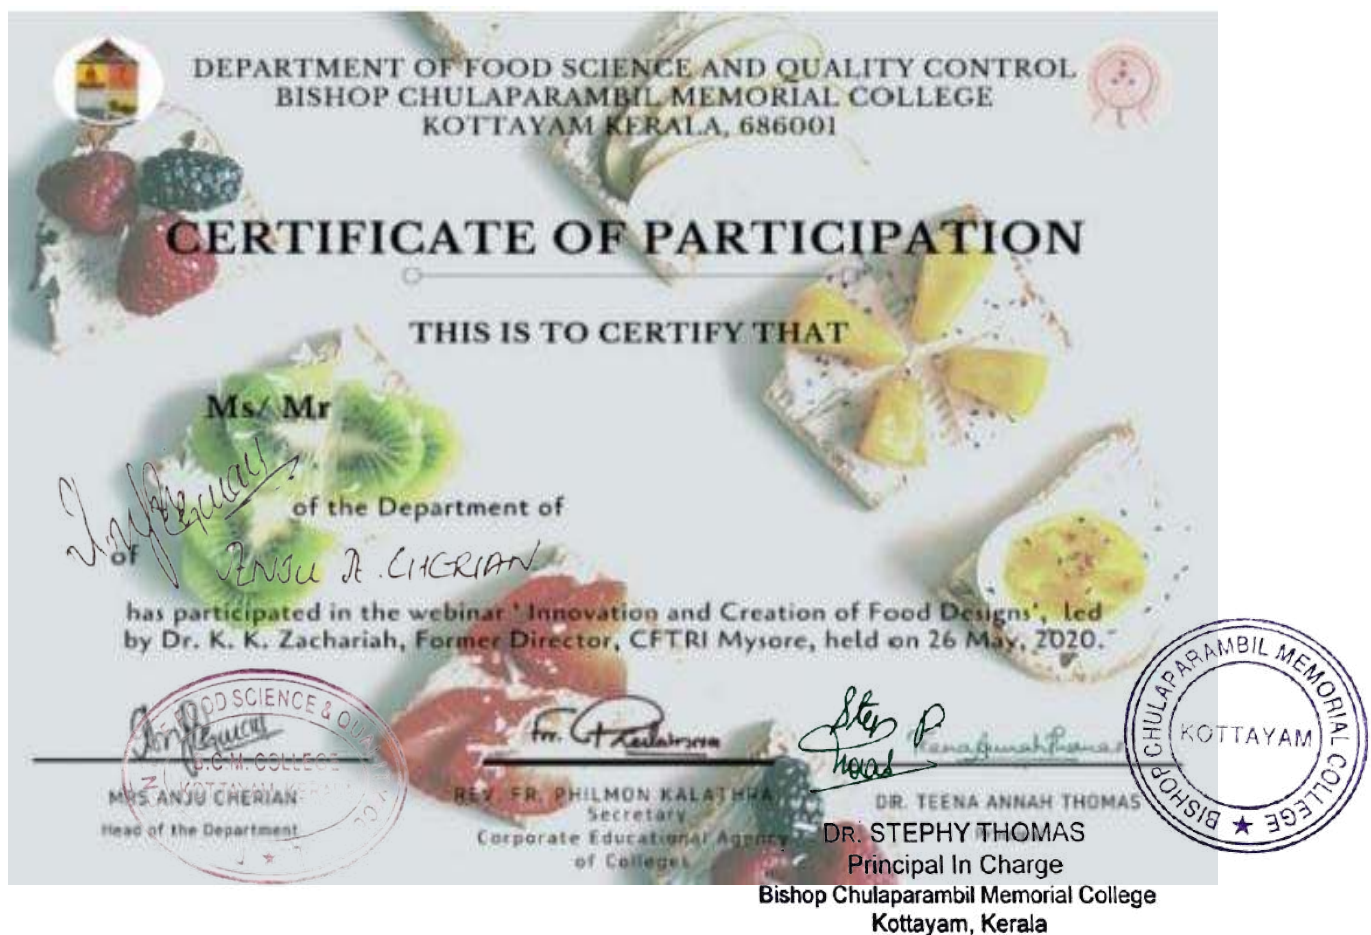 DEPARTMENT OF FOOD SCIENCE AND QUALITY CONTROL
BISHOP CHULAPARAMBIL MEMORIAL COLLEGE
KOTTAYAM KERALA, 686001
CERTIFICATE OF PARTICIPATION
THIS IS TO CERTIFY THAT
Ms/ Mr
of the Department of
of
ANJU A. CHERIAN
has participated in the webinar ' Innovation and Creation of Food Designs', led
by Dr. K. K. Zachariah, Former Director, CFTRI Mysore, held on 26 May, 2020.
FOOD SCIENCE &
B.C.M. COLLEGE
MRS ANJU CHERIAN
Head of the Department
REV. FR. PHILMON KALATHRA
Secretary
Corporate Educational Agency
of Colleges
Teena Annah Thomas
DR. TEENA ANNAH THOMAS
DR. STEPHY THOMAS
Principal In Charge
Bishop Chulaparambil Memorial College
Kottayam, Kerala
BISHOP CHULAPARAMBIL MEMORIAL COLLEGE
KOTTAYAM